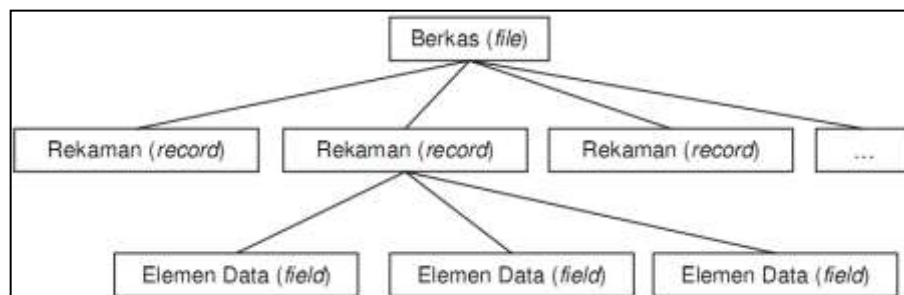 Berkas (file)
Rekaman (record) Rekaman (record) Rekaman (record) ...
Elemen Data (field) Elemen Data (field) Elemen Data (field)